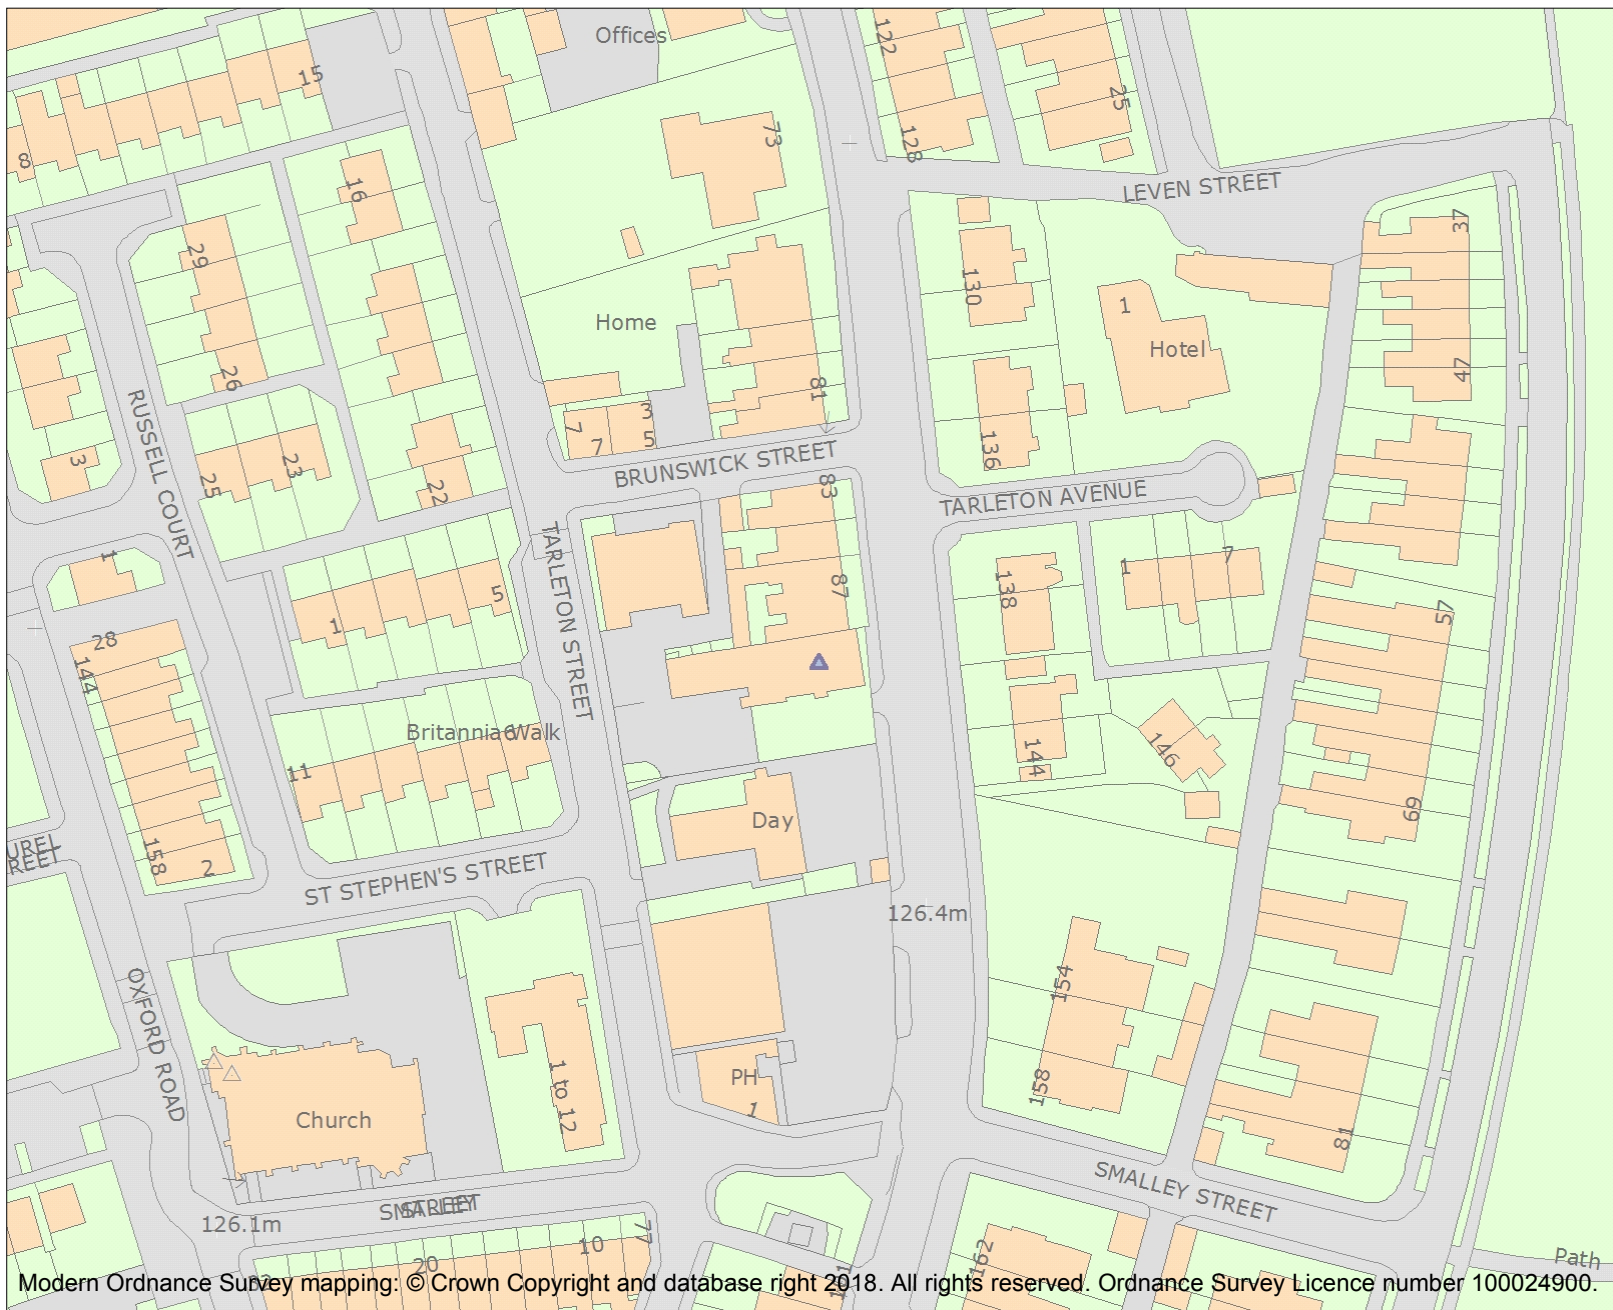 Offices
122
15
25
8
73
128
16
LEVEN STREET
37
29
130
1
Home
Hotel
26
81
47
RUSSELL COURT
3
7
7
5
136
3
25
23
22
BRUNSWICK STREET
83
TARLETON AVENUE
1
TARLETON STREET
138
1
7
87
5
1
57
28
144
Britannia Walk
6
11
144
146
Day
69
158
2
ST STEPHEN'S STREET
126.4m
OXFORD ROAD
154
PH
1
1 to 12
158
Church
81
SMALLEY STREET
SMALLEY
STREET
126.1m
77
10
20
162
Path
Modern Ordnance Survey mapping: © Crown Copyright and database right 2018. All rights reserved. Ordnance Survey Licence number 100024900.